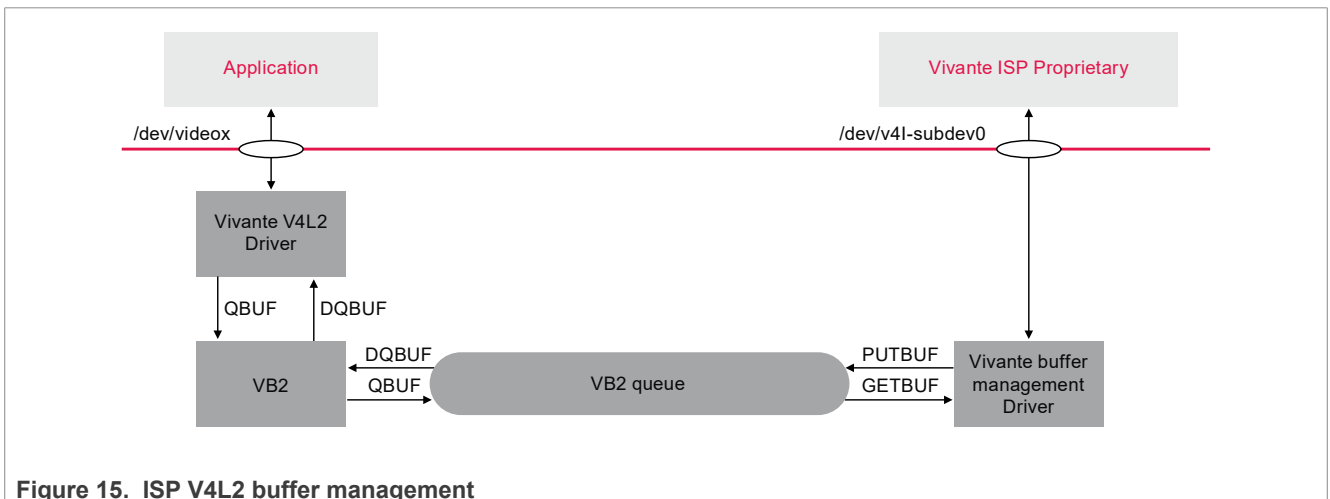 Application
Vivante ISP Proprietary
/dev/videox
/dev/v4l-subdev0
Vivante V4L2
Driver
QBUF
DQBUF
VB2
DQBUF
QBUF
VB2 queue
PUTBUF
GETBUF
Vivante buffer
management
Driver
Figure 15. ISP V4L2 buffer management